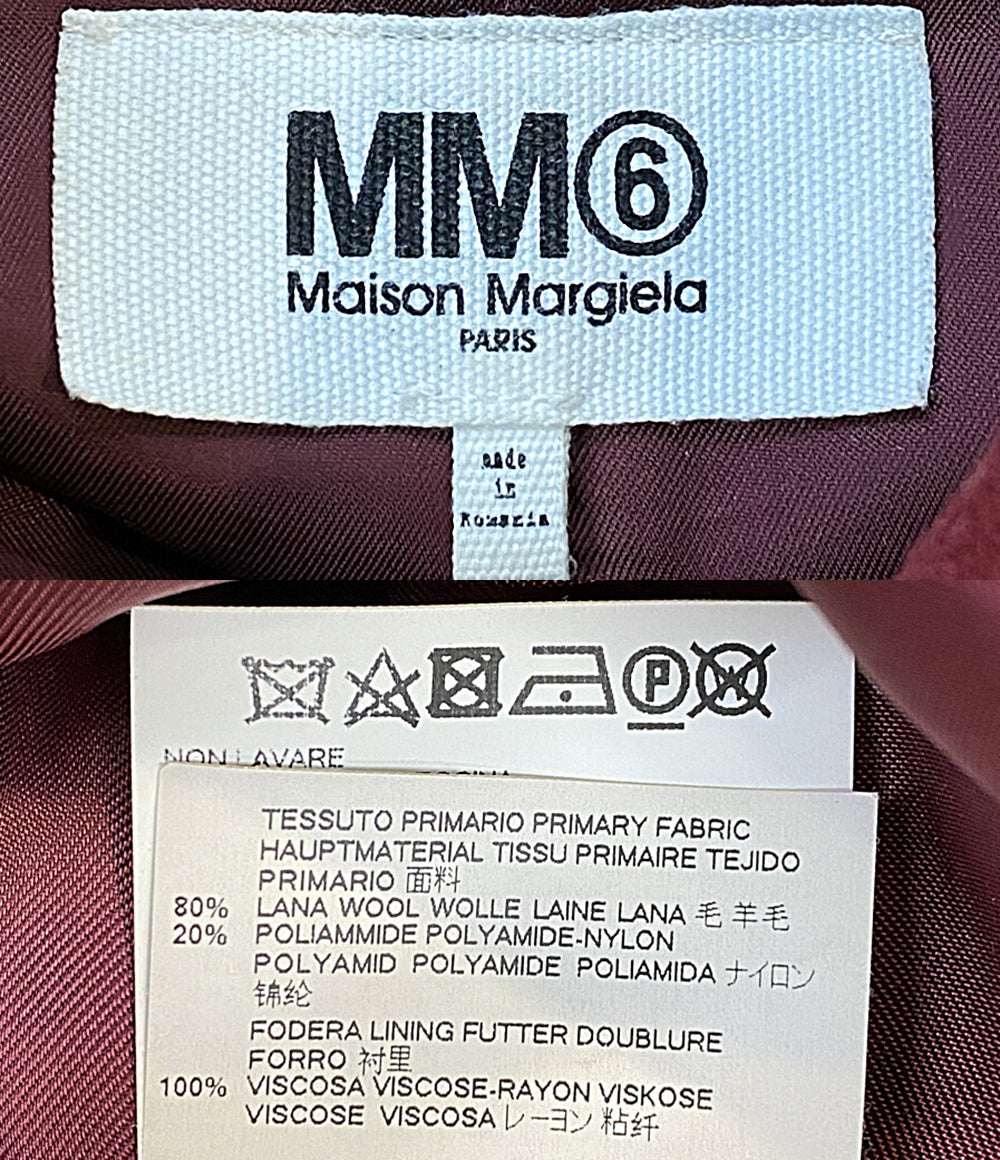 MM⑥
Maison Margiela
PARIS
made
in
Romania
P
W
NON LAVARE
TESSUTO PRIMARIO PRIMARY FABRIC
HAUPTMATERIAL TISSU PRIMAIRE TEJIDO
PRIMARIO 面料
80% LANA WOOL WOLLE LAINE LANA 毛 羊毛
20% POLIAMMIDE POLYAMIDE-NYLON
POLYAMID POLYAMIDE POLIAMIDA ナイロン
锦纶
FODERA LINING FUTTER DOUBLURE
FORRO 衬里
100% VISCOSA VISCOSE-RAYON VISKOSE
VISCOSE VISCOSA レーヨン 粘纤